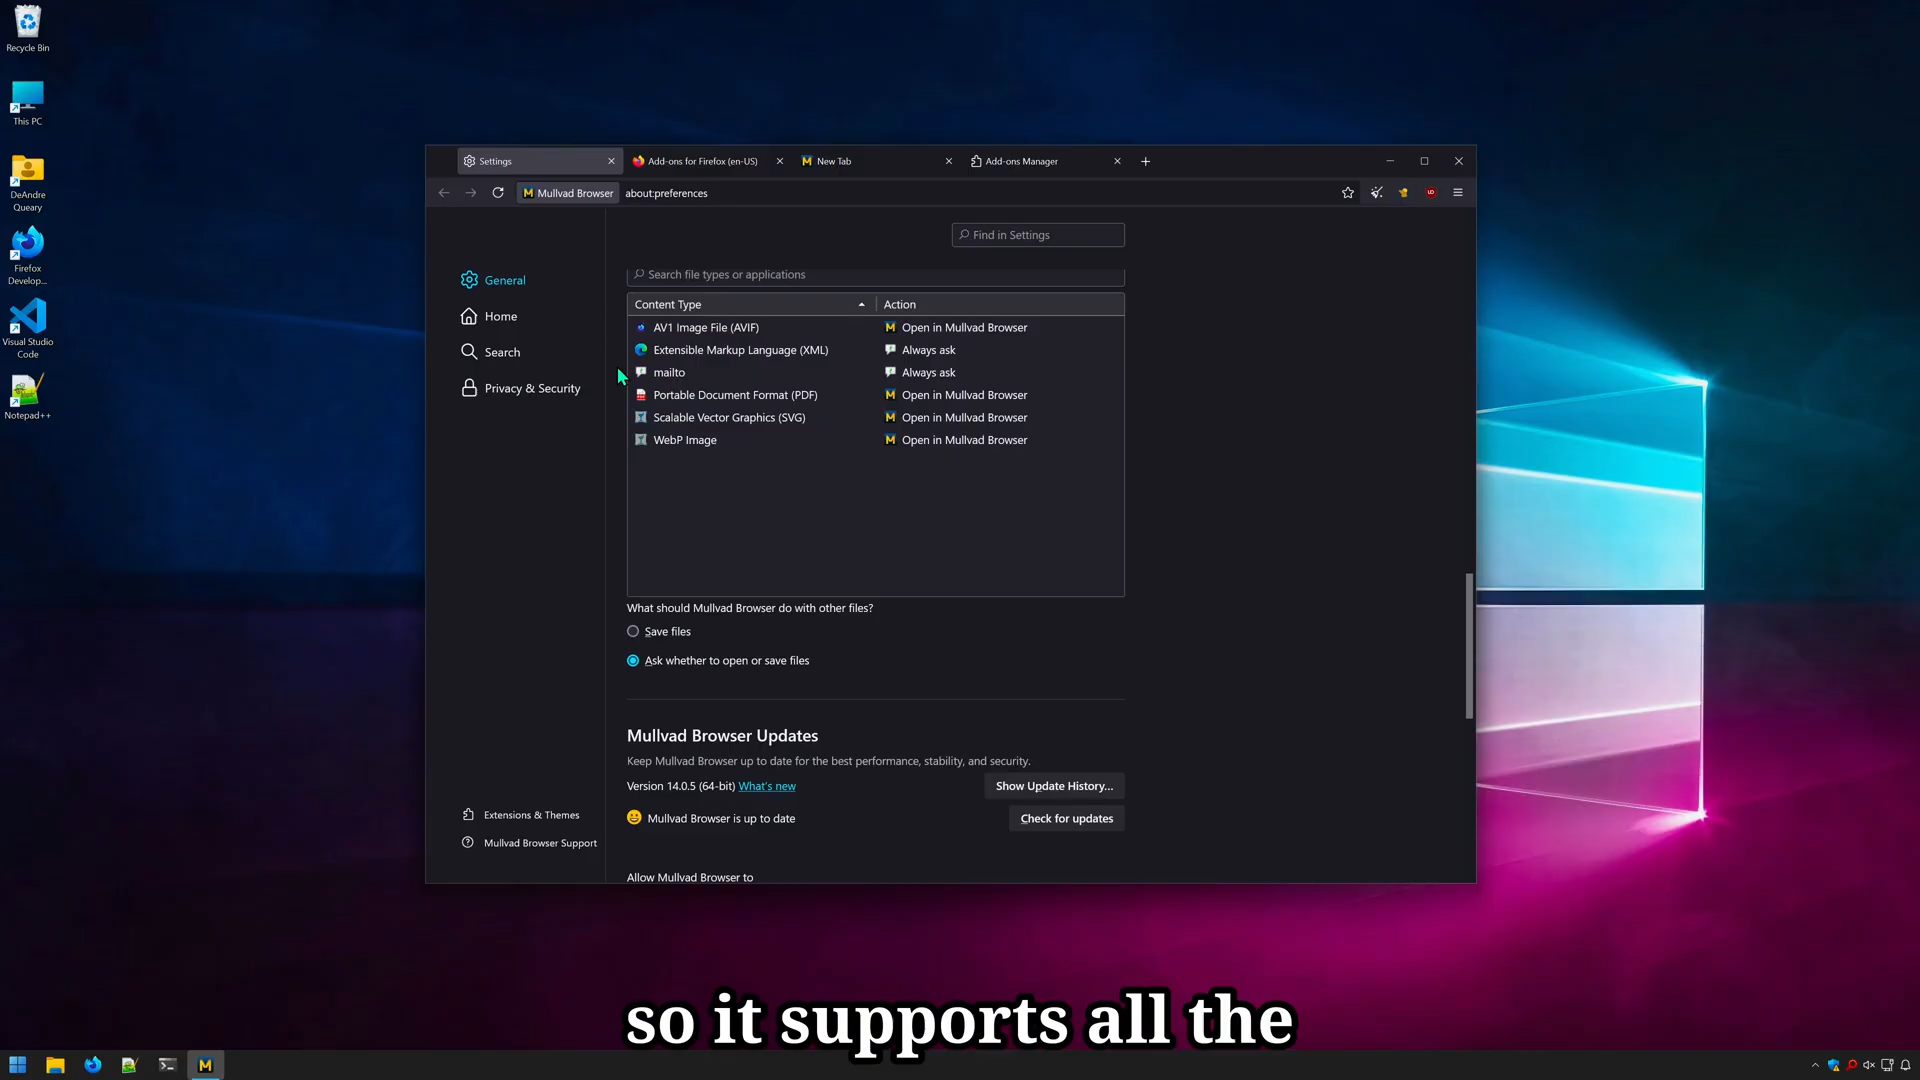 Recycle Bin
This PC
DeAndre
Queary
Firefox
Develop...
Visual Studio
Code
Notepad++
Settings
Add-ons for Firefox (en-US)
New Tab
Add-ons Manager
Mullvad Browser
about:preferences
Find in Settings
General
Home
Search
Privacy & Security
Extensions & Themes
Mullvad Browser Support
Search file types or applications
Content Type Action
AV1 Image File (AVIF) Open in Mullvad Browser
Extensible Markup Language (XML) Always ask
mailto Always ask
Portable Document Format (PDF) Open in Mullvad Browser
Scalable Vector Graphics (SVG) Open in Mullvad Browser
WebP Image Open in Mullvad Browser
What should Mullvad Browser do with other files?
Save files
Ask whether to open or save files
Mullvad Browser Updates
Keep Mullvad Browser up to date for the best performance, stability, and security.
Version 14.0.5 (64-bit) What's new
Show Update History...
Mullvad Browser is up to date
Check for updates
Allow Mullvad Browser to
so it supports all the